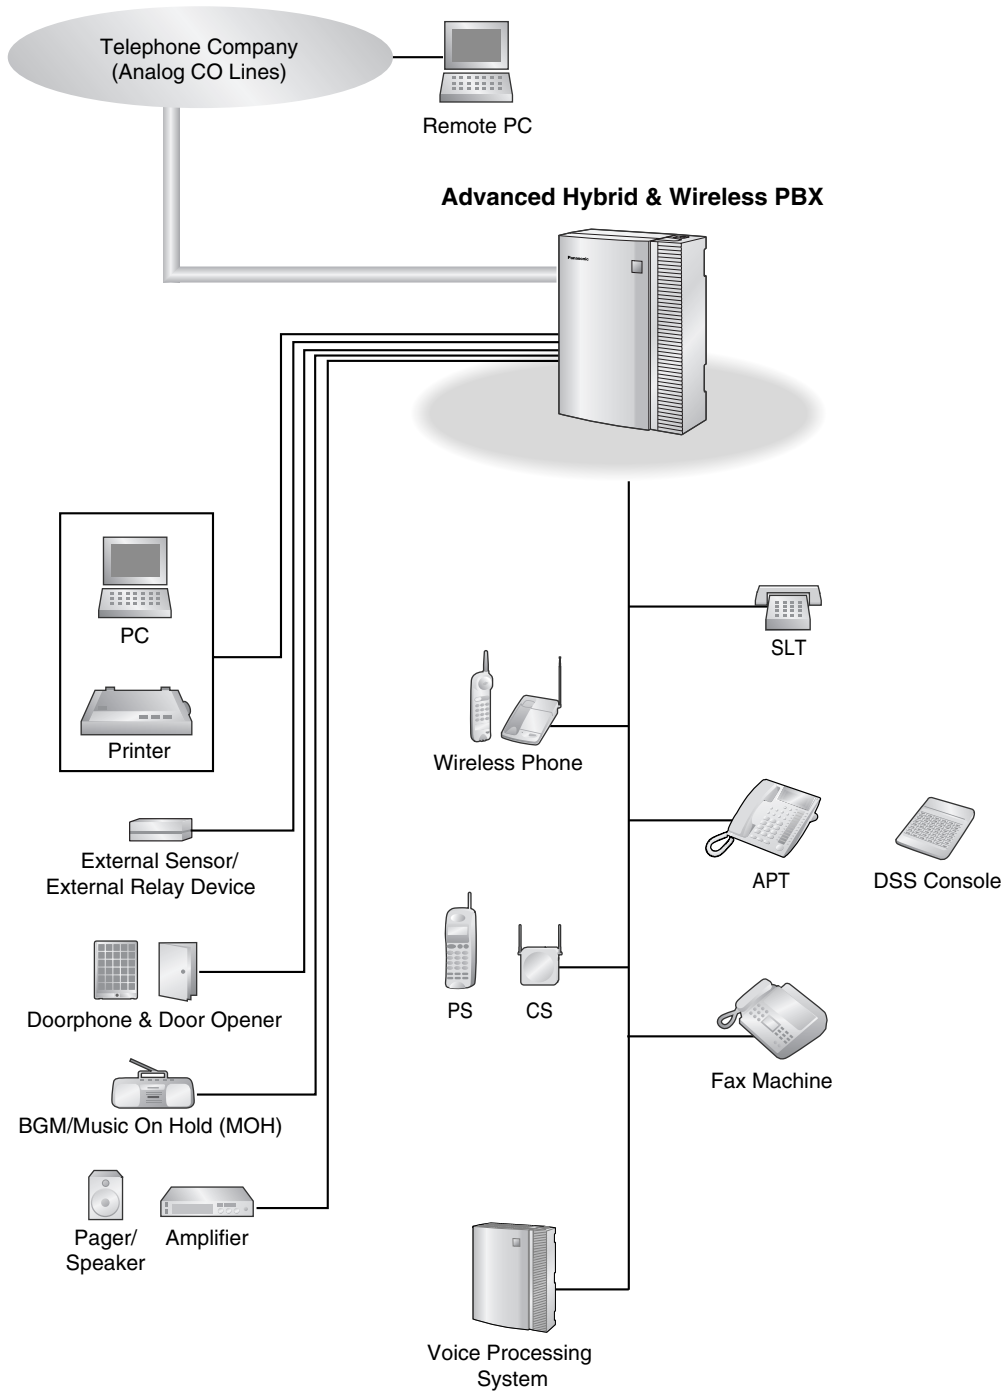 Telephone Company
(Analog CO Lines)
Remote PC
Advanced Hybrid & Wireless PBX
Panasonic
PC
Printer
SLT
Wireless Phone
External Sensor/
External Relay Device
APT
DSS Console
PS
CS
Doorphone & Door Opener
Fax Machine
BGM/Music On Hold (MOH)
Pager/
Speaker
Amplifier
Voice Processing
System